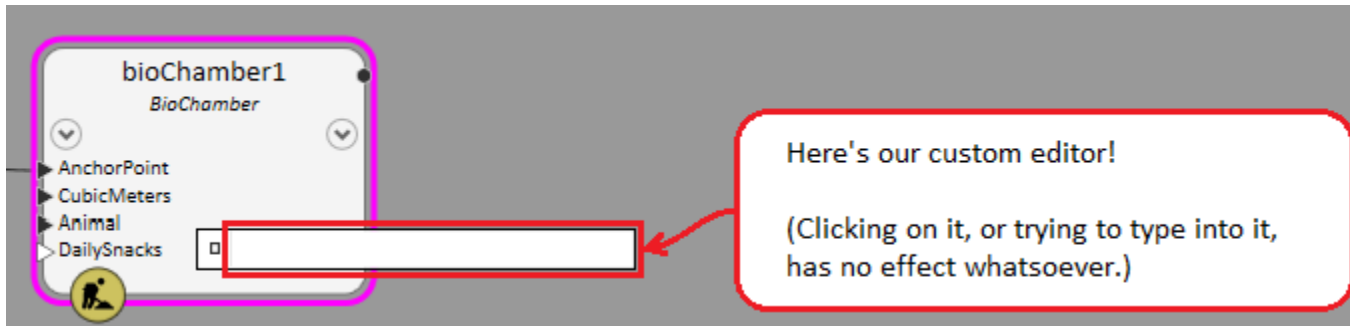 bioChamber1
BioChamber
AnchorPoint
CubicMeters
Animal
DailySnacks
Here's our custom editor!
(Clicking on it, or trying to type into it,
has no effect whatsoever.)